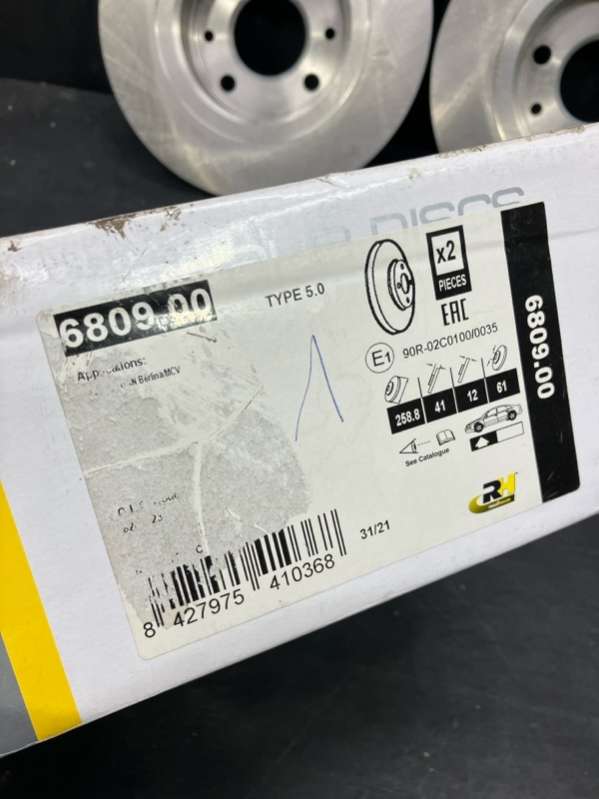 DISCS
6809.00
TYPE 5.0
x2
PIECES
EAC
E1
90R-02C0100/0035
258.8
41
12
61
See Catalogue
Applications:
Berlina/MCV
RH
31/21
8 427975 410368
6809.00